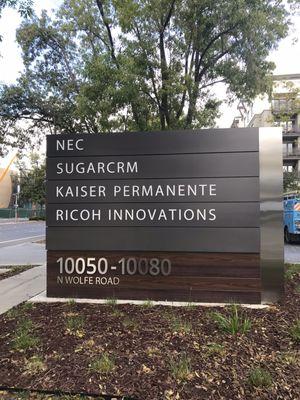 NEC
SUGARCRM
KAISER PERMANENTE
RICOH INNOVATIONS
10050-10080
N WOLFE ROAD